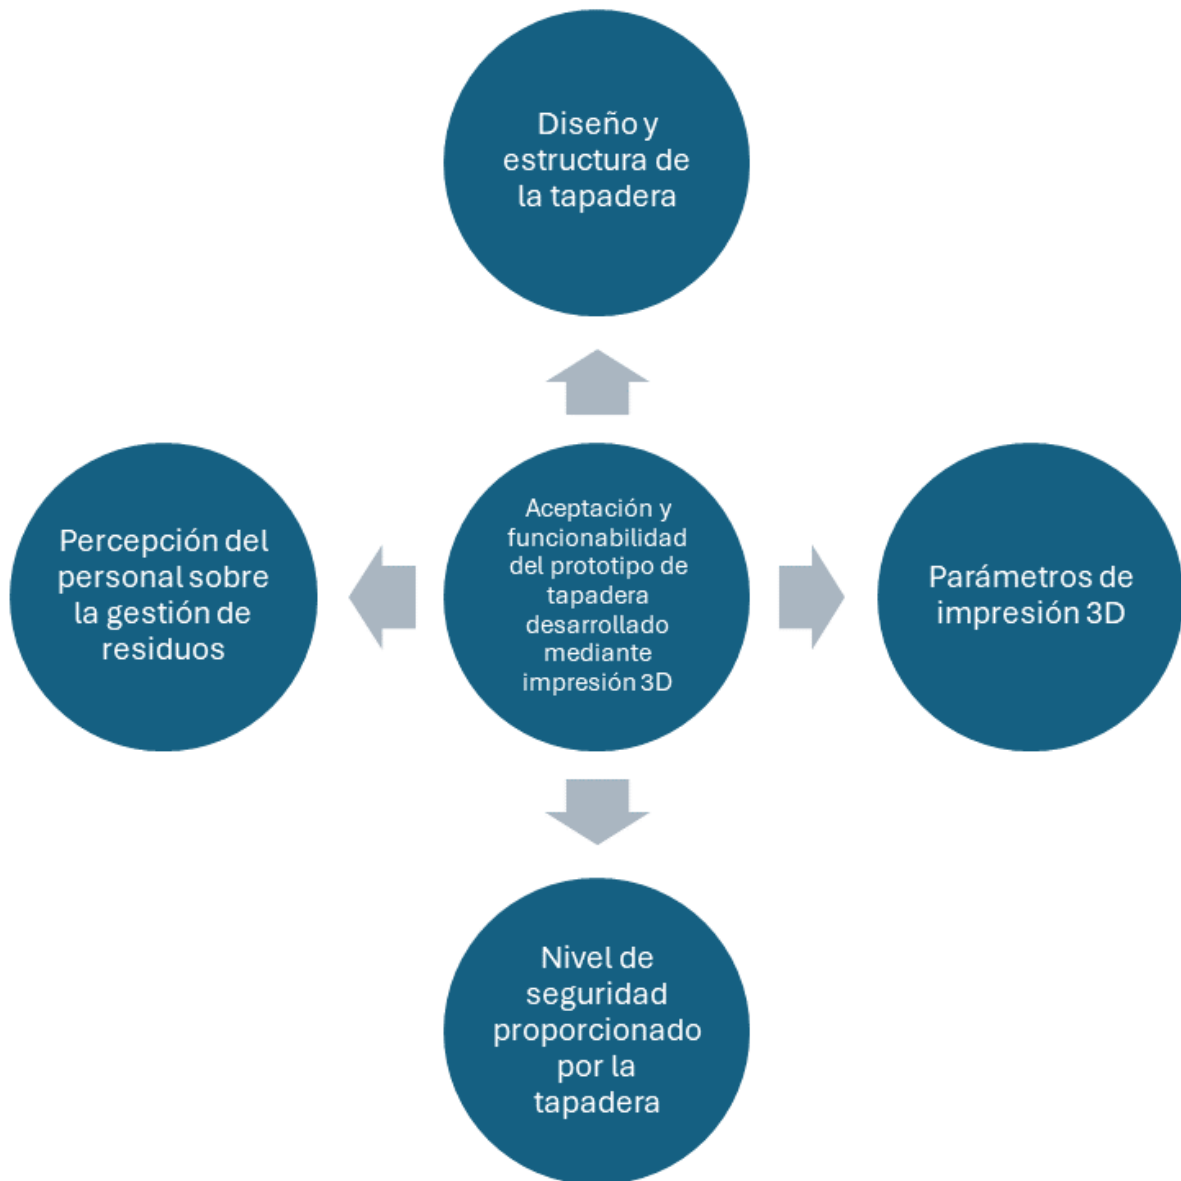 Diseño y
estructura de
la tapadera
Percepción del
personal sobre
la gestión de
residuos
Aceptación y
funcionabilidad
del prototipo de
tapadera
desarrollado
mediante
impresión 3D
Parámetros de
impresión 3D
Nivel de
seguridad
proporcionado
por la
tapadera